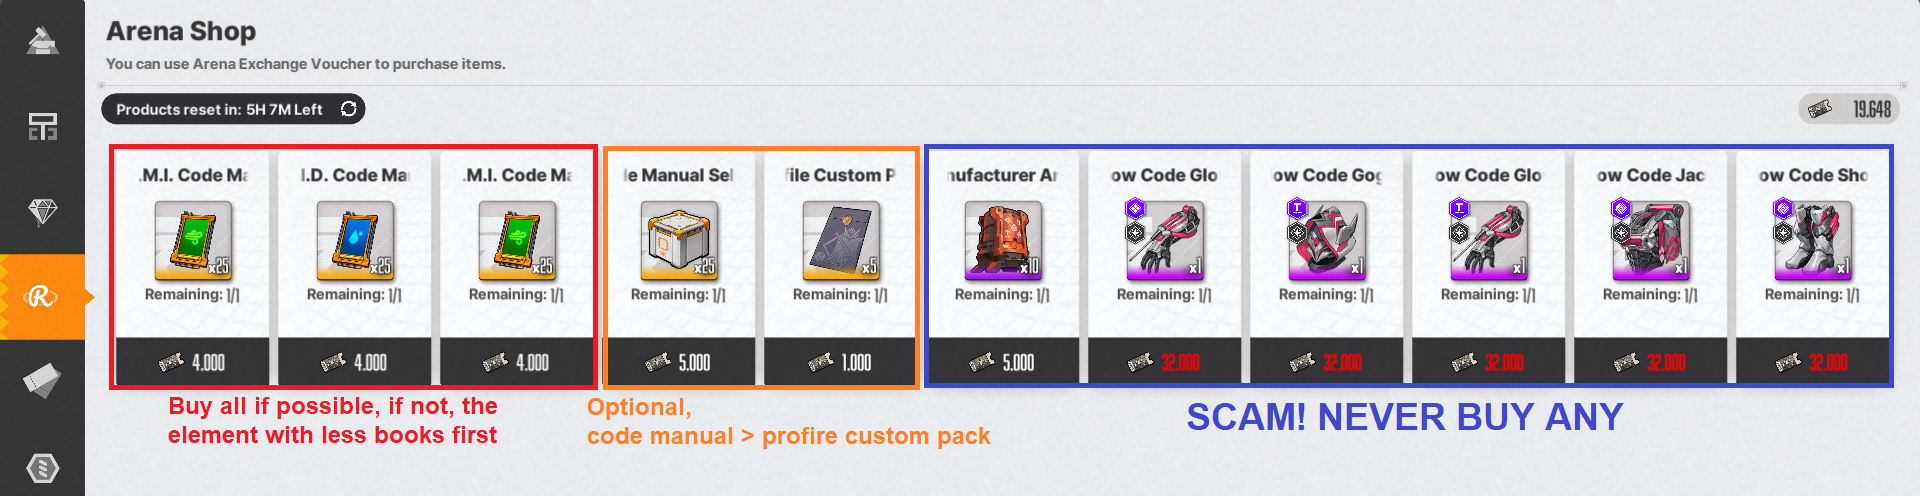 Arena Shop
You can use Arena Exchange Voucher to purchase items.
Products reset in: 5H 7M Left
19.648
.M.I. Code Ma
I.D. Code Ma
.M.I. Code Ma
le Manual Sel
file Custom P
nufacturer Ar
ow Code Glo
ow Code Gog
ow Code Glo
ow Code Jac
ow Code Sho
x25
x25
x25
x25
x5
x10
x1
x1
x1
x1
x1
Remaining: 1/1
Remaining: 1/1
Remaining: 1/1
Remaining: 1/1
Remaining: 1/1
Remaining: 1/1
Remaining: 1/1
Remaining: 1/1
Remaining: 1/1
Remaining: 1/1
Remaining: 1/1
4.000
4.000
4.000
5.000
1.000
5.000
32.000
32.000
32.000
32.000
32.000
Buy all if possible, if not, the
element with less books first
Optional,
code manual > profire custom pack
SCAM! NEVER BUY ANY